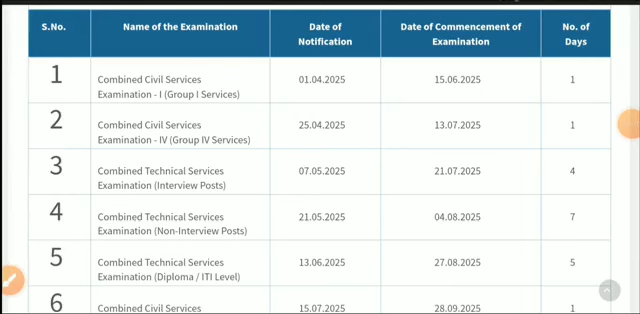 S.No. Name of the Examination Date of Notification Date of Commencement of Examination No. of Days
1 Combined Civil Services Examination - I (Group I Services) 01.04.2025 15.06.2025 1
2 Combined Civil Services Examination - IV (Group IV Services) 25.04.2025 13.07.2025 1
3 Combined Technical Services Examination (Interview Posts) 07.05.2025 21.07.2025 4
4 Combined Technical Services Examination (Non-Interview Posts) 21.05.2025 04.08.2025 7
5 Combined Technical Services Examination (Diploma / ITI Level) 13.06.2025 27.08.2025 5
6 Combined Civil Services 15.07.2025 28.09.2025 1